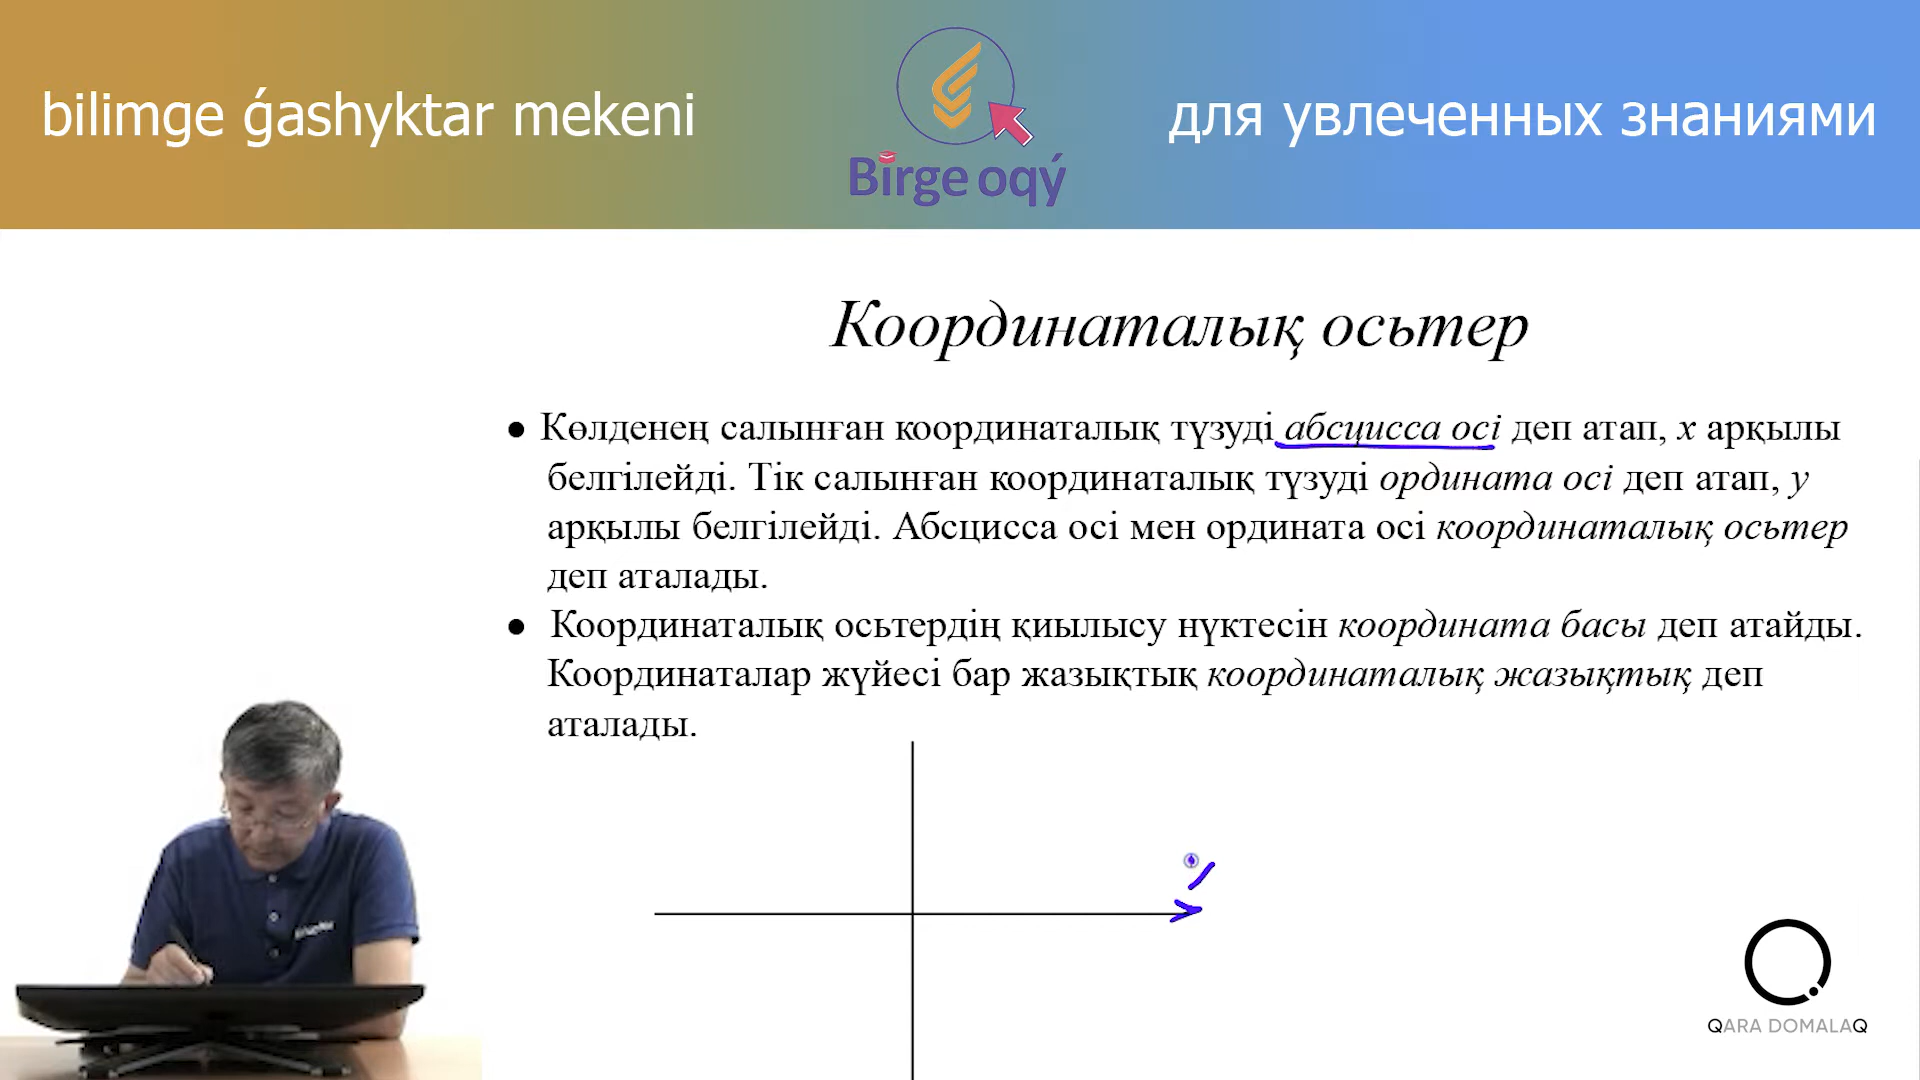 bilimge ǵashyktar mekeni
Birge oqý
для увлеченных знаниями
Координаталық осьтер
● Көлденең салынған координаталық түзуді абсцисса осі деп атап, x арқылы
белгілейді. Тік салынған координаталық түзуді ордината осі деп атап, y
арқылы белгілейді. Абсцисса осі мен ордината осі координаталық осьтер
деп аталады.
● Координаталық осьтердің қиылысу нүктесін координата басы деп атайды.
Координаталар жүйесі бар жазықтық координаталық жазықтық деп
аталады.
QARA DOMALAQ